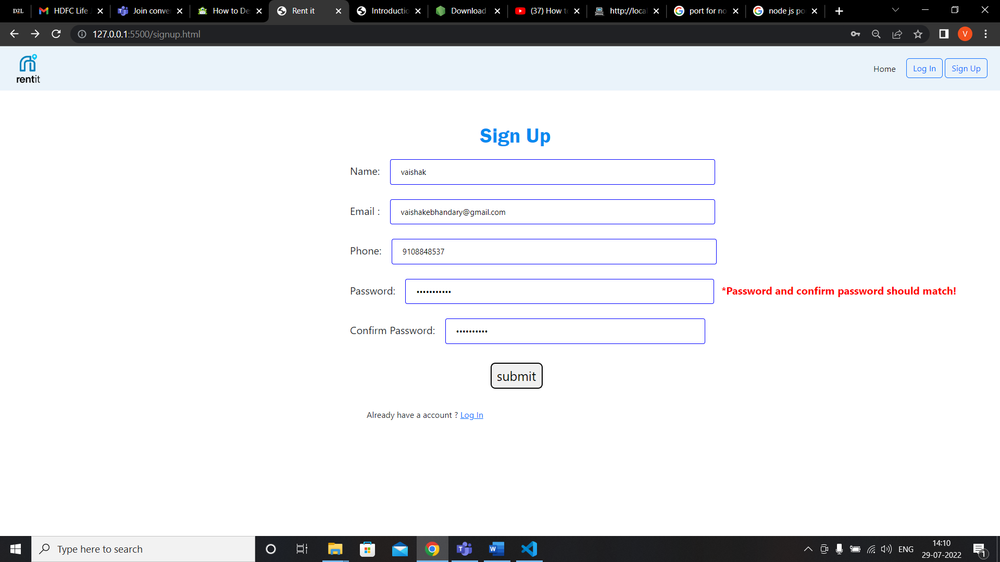 D2L
HDFC Life J
Join conver
How to De
Rent it
Introductio
Download
(37) How to
http://local
port for no
node js po
127.0.0.1:5500/signup.html
V
rentit
Home
Log In
Sign Up
Sign Up
Name:
vaishak
Email :
vaishakebhandary@gmail.com
Phone:
9108848537
Password:
•••••••••••
*Password and confirm password should match!
Confirm Password:
••••••••••
submit
Already have a account ? Log In
Type here to search
ENG
14:10
29-07-2022
1